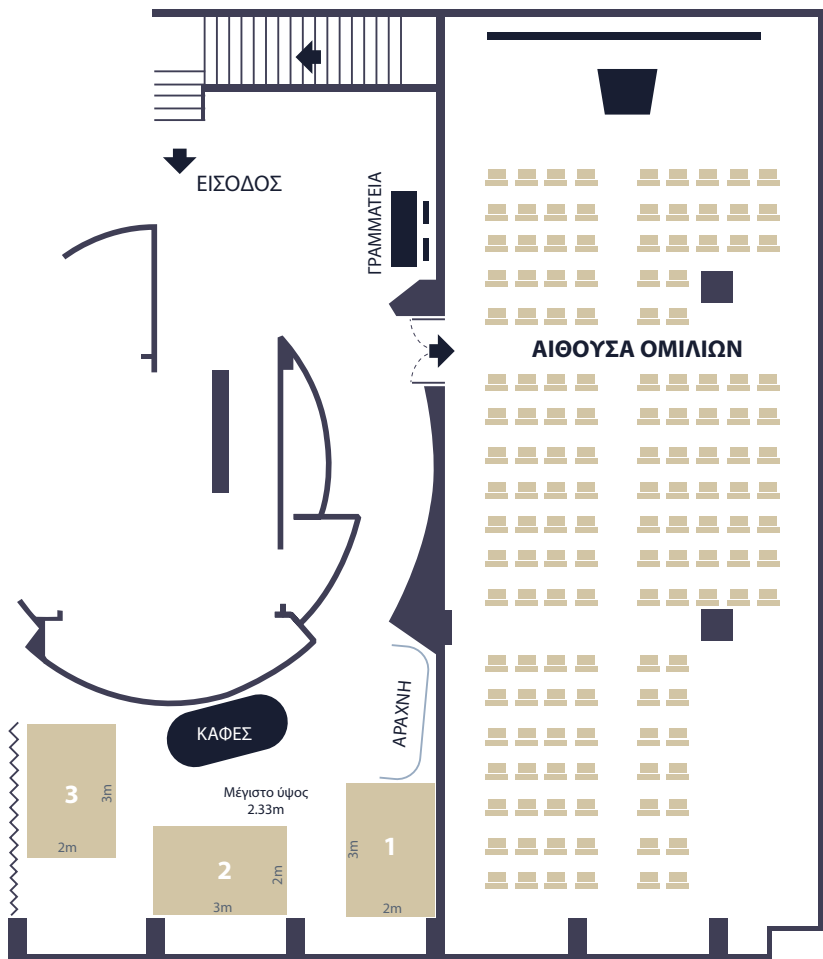 ΕΙΣΟΔΟΣ
ΓΡΑΜΜΑΤΕΙΑ
ΑΙΘΟΥΣΑ ΟΜΙΛΙΩΝ
ΑΡΑΧΝΗ
ΚΑΦΕΣ
Μέγιστο ύψος
2.33m
3
3m
2m
2
2m
3m
1
3m
2m